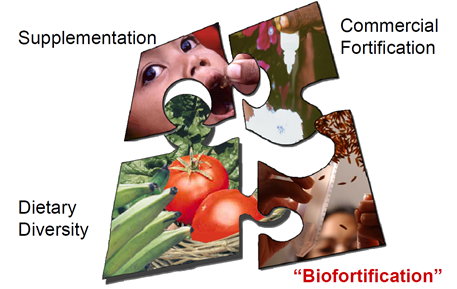 Supplementation
Commercial
Fortification
Dietary
Diversity
“Biofortification”